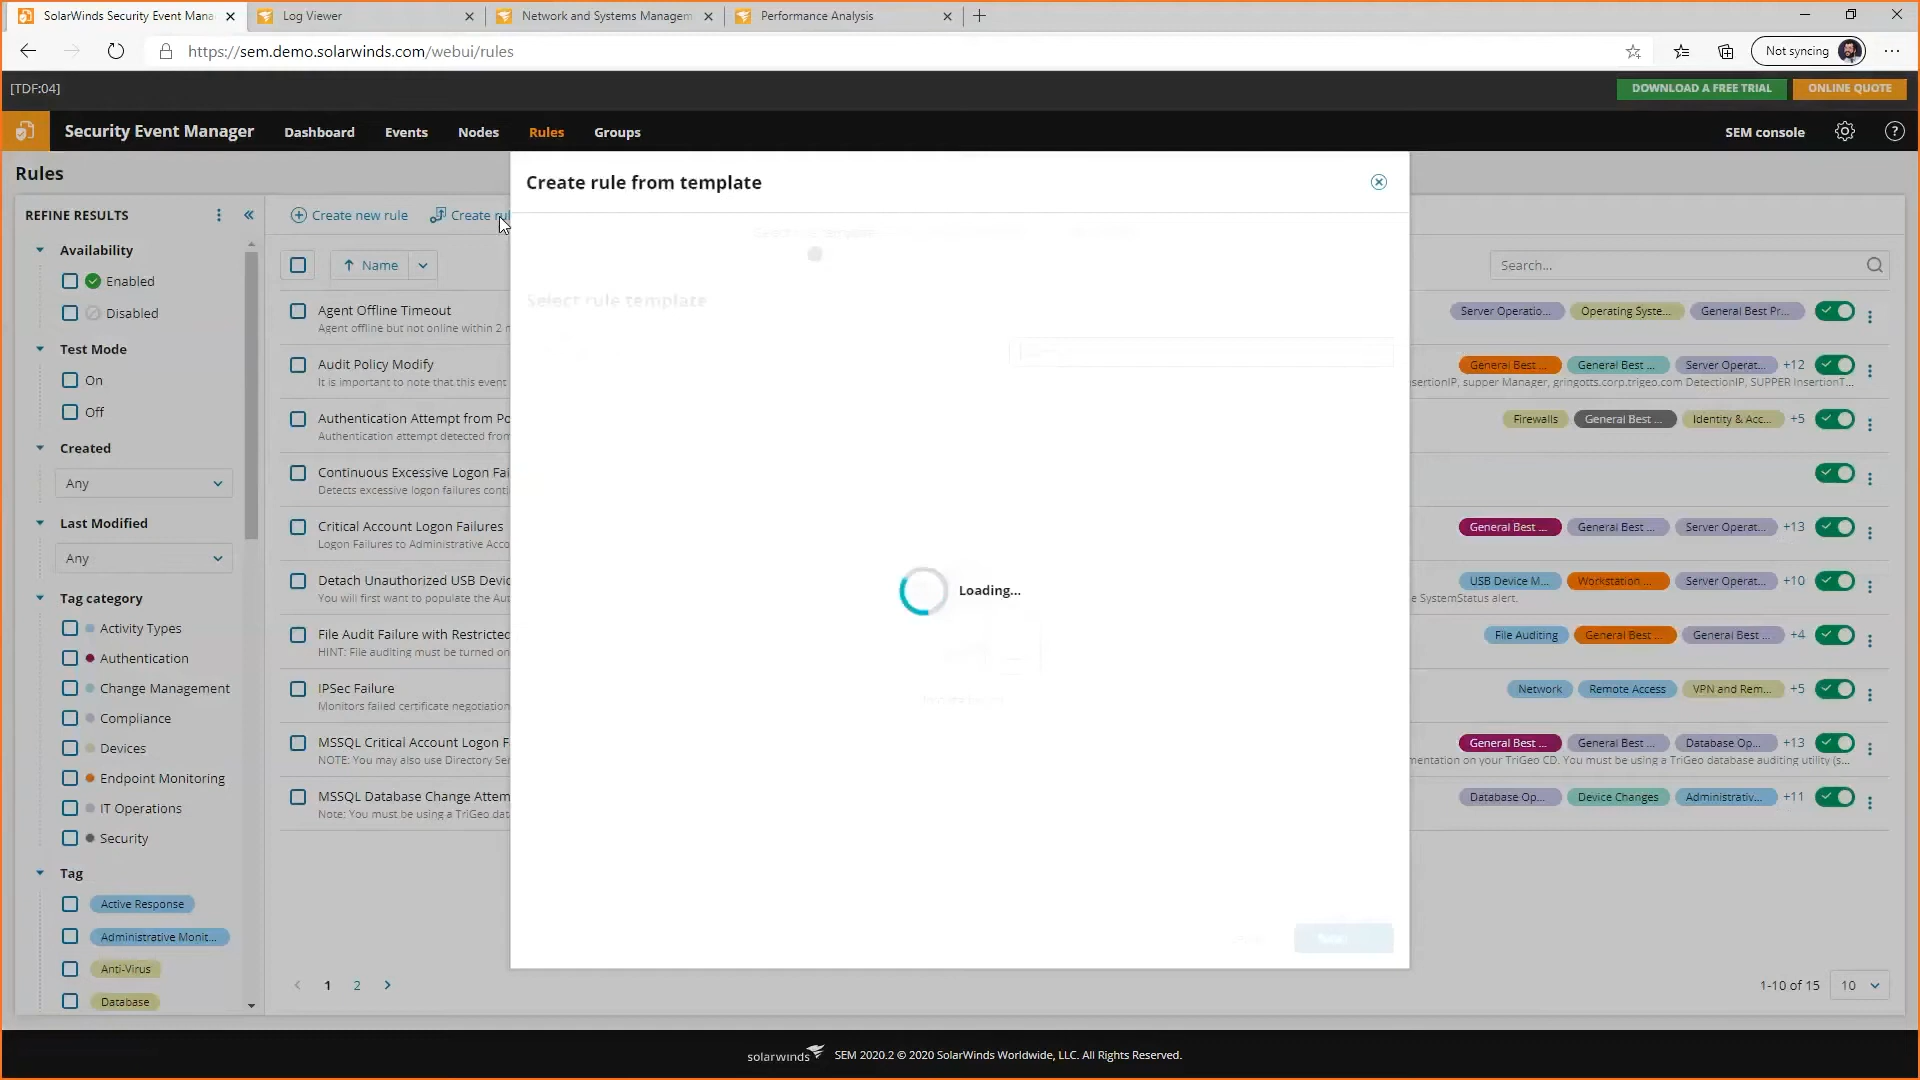 SolarWinds Security Event Mana
Log Viewer
Network and Systems Managem
Performance Analysis
https://sem.demo.solarwinds.com/webui/rules
Not syncing
[TDF:04]
DOWNLOAD A FREE TRIAL
ONLINE QUOTE
Security Event Manager
Dashboard
Events
Nodes
Rules
Groups
SEM console
Rules
Create rule from template
REFINE RESULTS
Create new rule
Create rul
Availability
Enabled
Disabled
Test Mode
On
Off
Created
Any
Last Modified
Any
Tag category
Activity Types
Authentication
Change Management
Compliance
Devices
Endpoint Monitoring
IT Operations
Security
Tag
Active Response
Administrative Monit...
Anti-Virus
Database
Name
Search...
Agent Offline Timeout
Agent offline but not online within 2 m
Server Operatio... Operating Syste... General Best Pr...
Audit Policy Modify
It is important to note that this event
General Best ... General Best ... Server Operat... +12
sertionIP, supper Manager, gringotts.corp.trigeo.com DetectionIP, SUPPER InsertionT...
Authentication Attempt from Po
Authentication attempt detected from
Firewalls General Best ... Identity & Acc... +5
Continuous Excessive Logon Fai
Detects excessive logon failures conti
Critical Account Logon Failures
Logon Failures to Administrative Acco
General Best ... General Best ... Server Operat... +13
Detach Unauthorized USB Devic
You will first want to populate the Aut
USB Device M... Workstation ... Server Operat... +10
e SystemStatus alert.
File Audit Failure with Restricted
HINT: File auditing must be turned on
File Auditing General Best ... General Best ... +4
IPSec Failure
Monitors failed certificate negotiation
Network Remote Access VPN and Rem... +5
MSSQL Critical Account Logon F
NOTE: You may also use Directory Ser
General Best ... General Best ... Database Op... +13
mentation on your TriGeo CD. You must be using a TriGeo database auditing utility (s...
MSSQL Database Change Attem
Note: You must be using a TriGeo dat
Database Op... Device Changes Administrativ... +11
Select rule template
Loading...
1 2
1-10 of 15
10
solarwinds
SEM 2020.2 © 2020 SolarWinds Worldwide, LLC. All Rights Reserved.